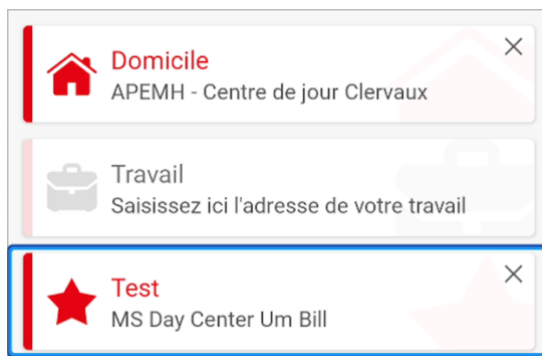 Domicile
APEMH - Centre de jour Clervaux
Travail
Saisissez ici l'adresse de votre travail
Test
MS Day Center Um Bill